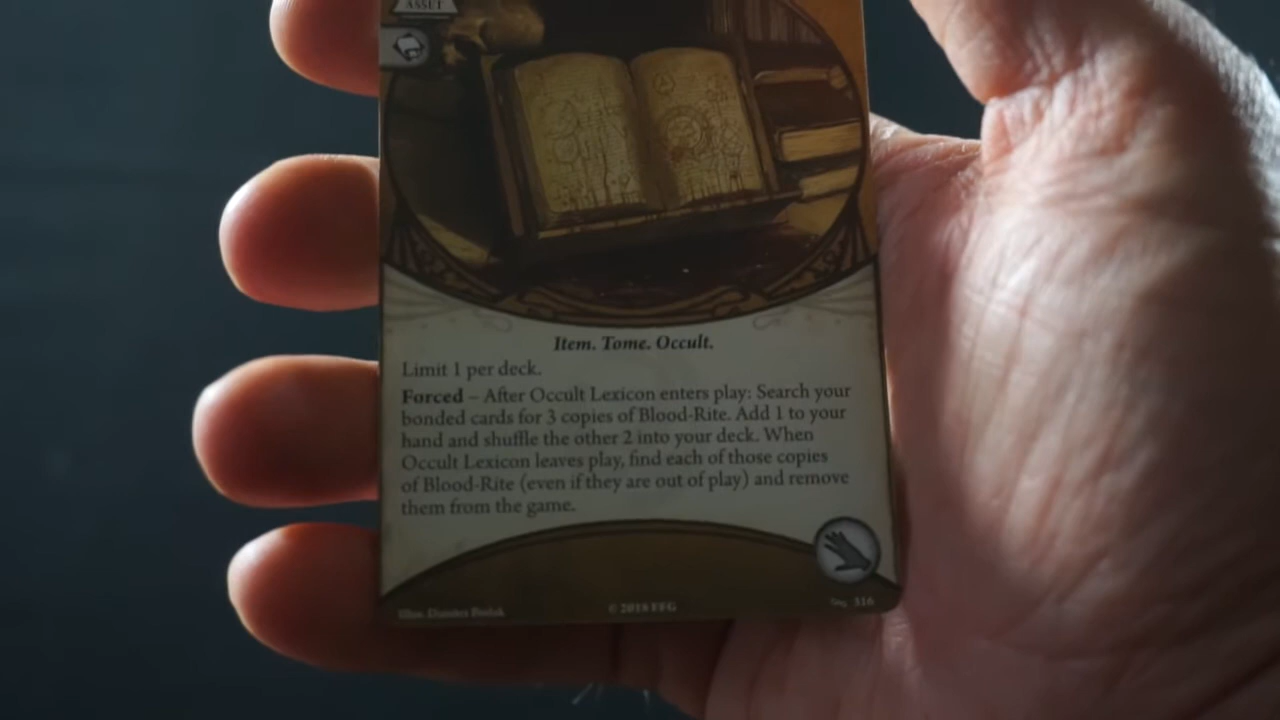 ASSET
Item. Tome. Occult.
Limit 1 per deck.
Forced – After Occult Lexicon enters play: Search your
bonded cards for 3 copies of Blood-Rite. Add 1 to your
hand and shuffle the other 2 into your deck. When
Occult Lexicon leaves play, find each of those copies
of Blood-Rite (even if they are out of play) and remove
them from the game.
© 2018 FFG
316